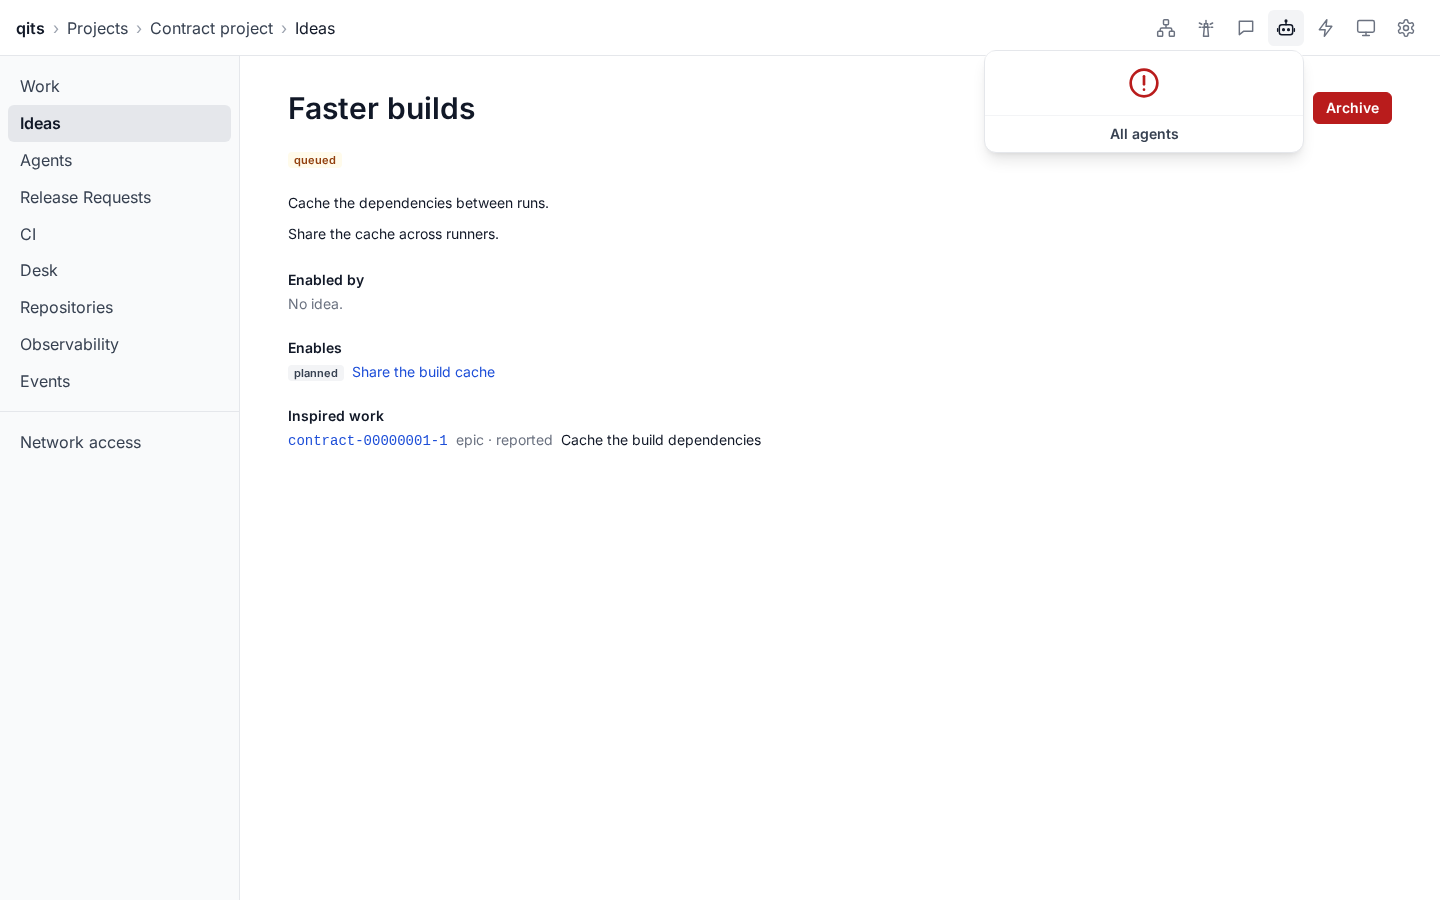 qits › Projects › Contract project › Ideas
Work
Ideas
Agents
Release Requests
CI
Desk
Repositories
Observability
Events
Network access
All agents
Faster builds
Archive
queued
Cache the dependencies between runs.
Share the cache across runners.
Enabled by
No idea.
Enables
planned Share the build cache
Inspired work
contract-00000001-1 epic · reported Cache the build dependencies